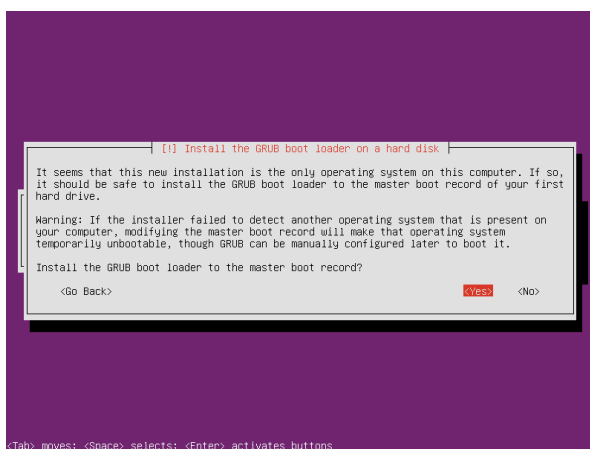 [!] Install the GRUB boot loader on a hard disk
It seems that this new installation is the only operating system on this computer. If so,
it should be safe to install the GRUB boot loader to the master boot record of your first
hard drive.
Warning: If the installer failed to detect another operating system that is present on
your computer, modifying the master boot record will make that operating system
temporarily unbootable, though GRUB can be manually configured later to boot it.
Install the GRUB boot loader to the master boot record?
<Go Back> <Yes> <No>
<Tab> moves; <Space> selects; <Enter> activates buttons